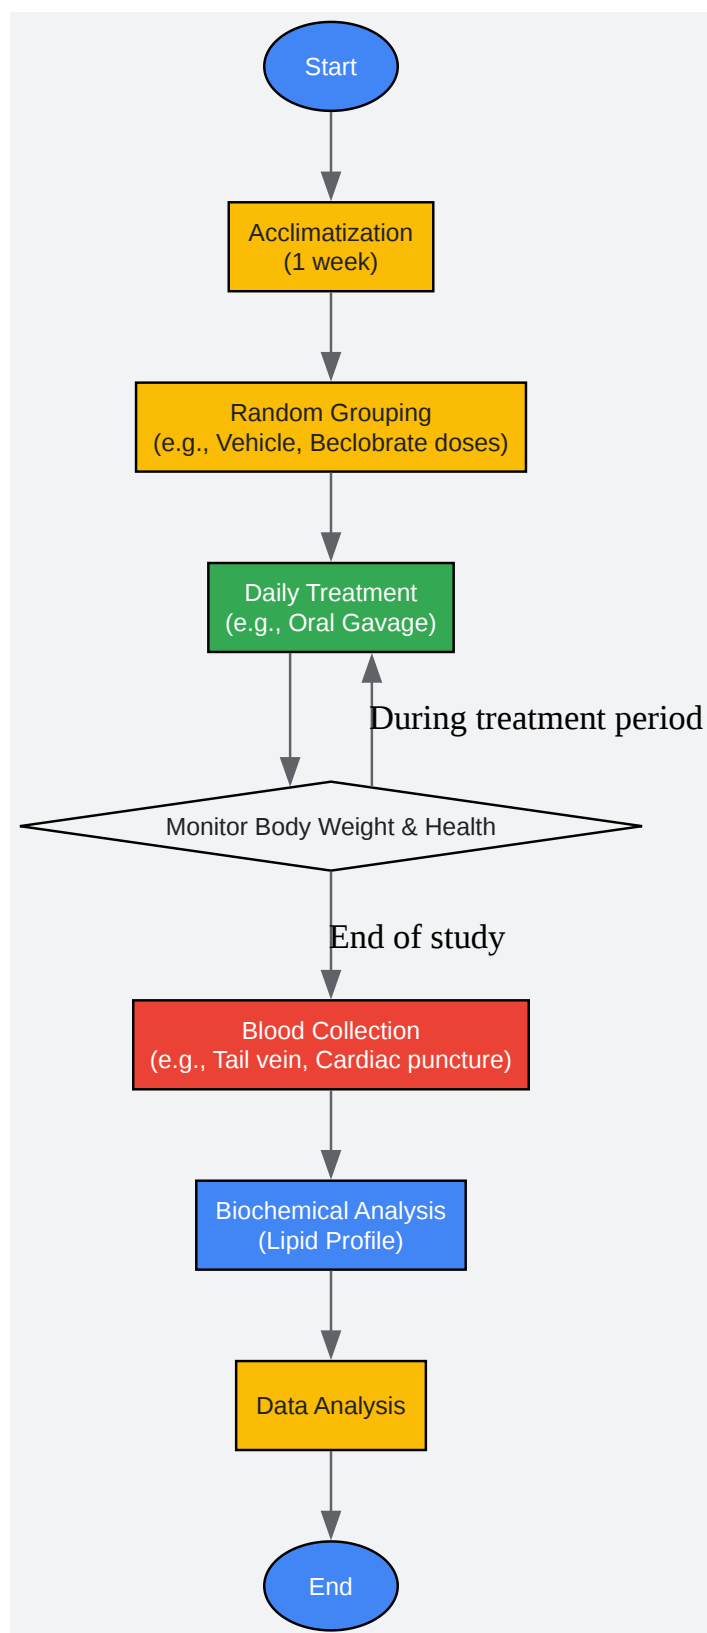 Start
Acclimatization
(1 week)
Random Grouping
(e.g., Vehicle, Beclobrate doses)
Daily Treatment
(e.g., Oral Gavage)
During treatment period
Monitor Body Weight & Health
End of study
Blood Collection
(e.g., Tail vein, Cardiac puncture)
Biochemical Analysis
(Lipid Profile)
Data Analysis
End